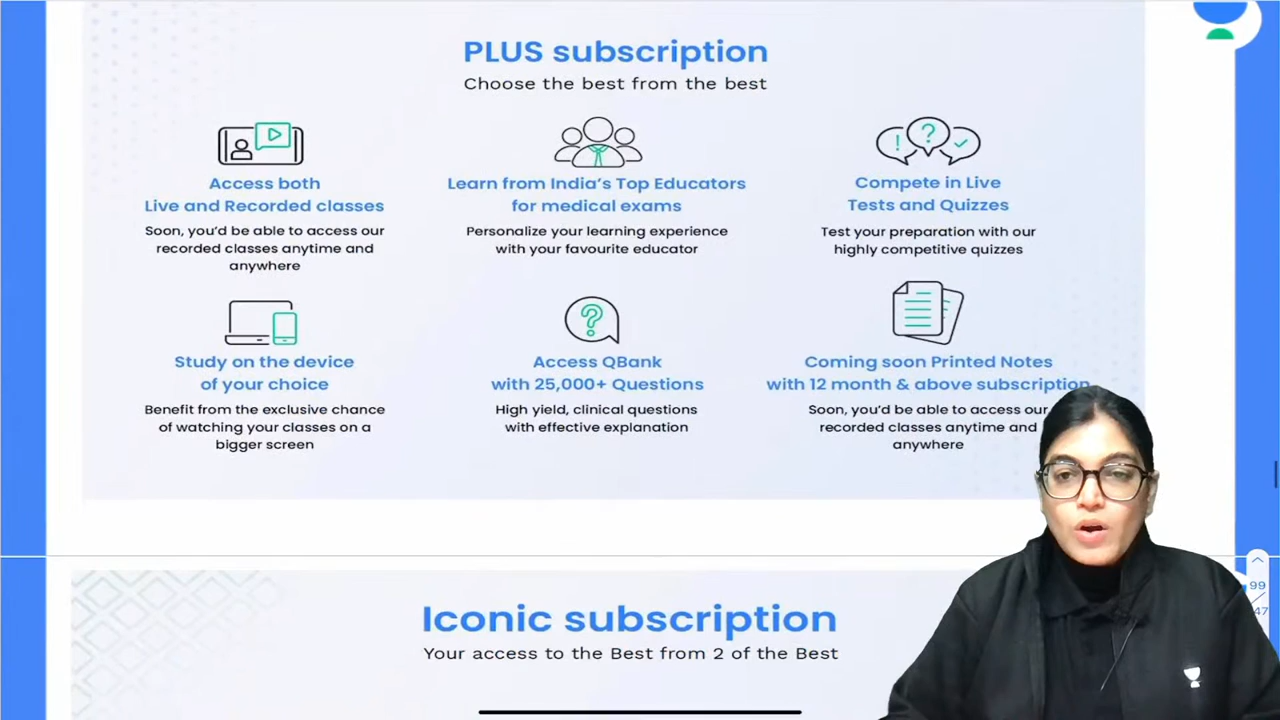 PLUS subscription
Choose the best from the best
Access both
Live and Recorded classes
Soon, you'd be able to access our
recorded classes anytime and
anywhere
Learn from India's Top Educators
for medical exams
Personalize your learning experience
with your favourite educator
Compete in Live
Tests and Quizzes
Test your preparation with our
highly competitive quizzes
Study on the device
of your choice
Benefit from the exclusive chance
of watching your classes on a
bigger screen
Access QBank
with 25,000+ Questions
High yield, clinical questions
with effective explanation
Coming soon Printed Notes
with 12 month & above subscription
Soon, you'd be able to access our
recorded classes anytime and
anywhere
99
47
Iconic subscription
Your access to the Best from 2 of the Best